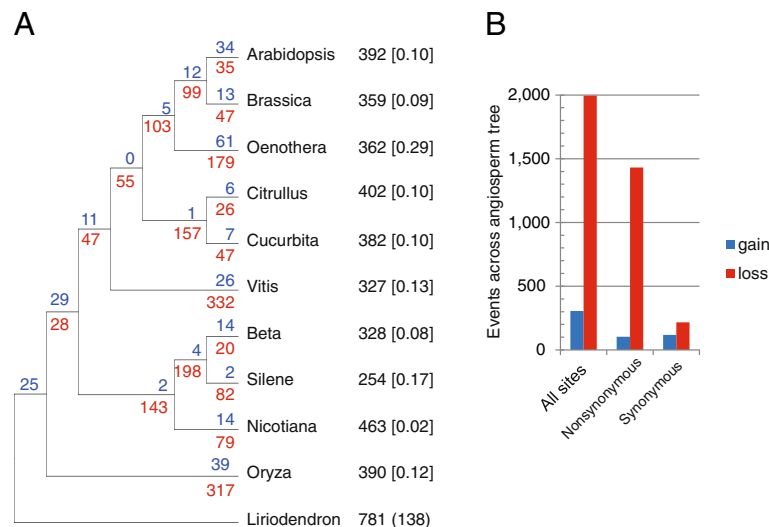 A
34
35
Arabidopsis 392 [0.10]
12
99
13
47
Brassica 359 [0.09]
5
103
61
179
Oenothera 362 [0.29]
0
55
6
26
Citrullus 402 [0.10]
1
157
7
47
Cucurbita 382 [0.10]
11
47
26
332
Vitis 327 [0.13]
29
28
14
20
Beta 328 [0.08]
4
198
2
82
Silene 254 [0.17]
2
143
14
79
Nicotiana 463 [0.02]
25
39
317
Oryza 390 [0.12]
Liriodendron 781 (138)
B
Events across angiosperm tree
2,000
1,500
1,000
500
0
All sites
Nonsynonymous
Synonymous
gain
loss